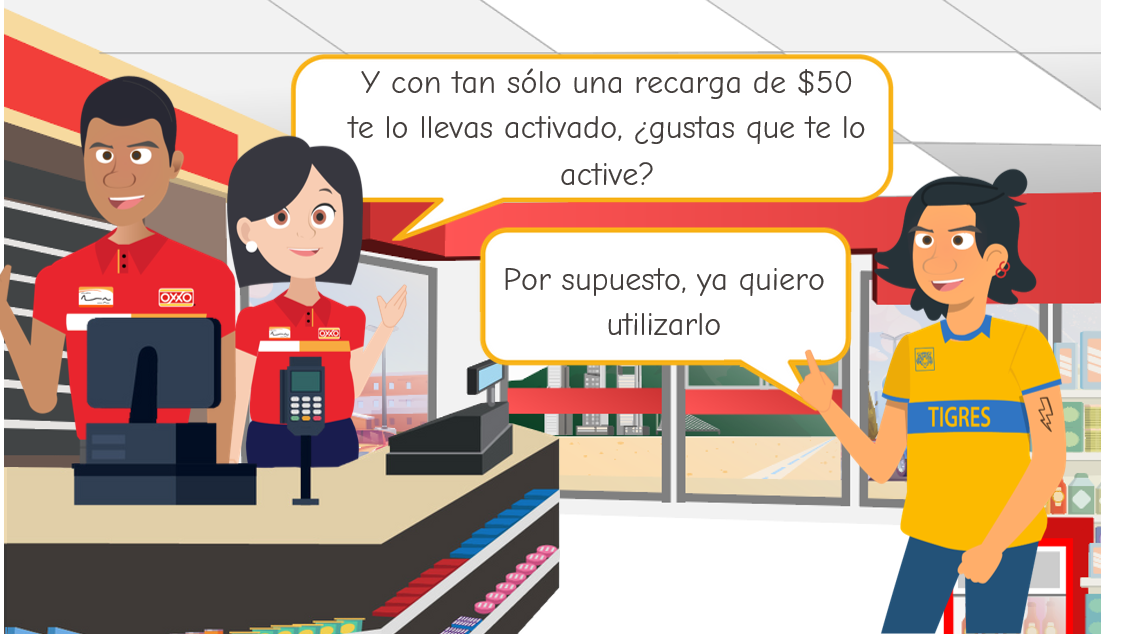 Y con tan sólo una recarga de $50
te lo llevas activado, ¿gustas que te lo
active?
Por supuesto, ya quiero
utilizarlo
OXXO
OXXO
TIGRES